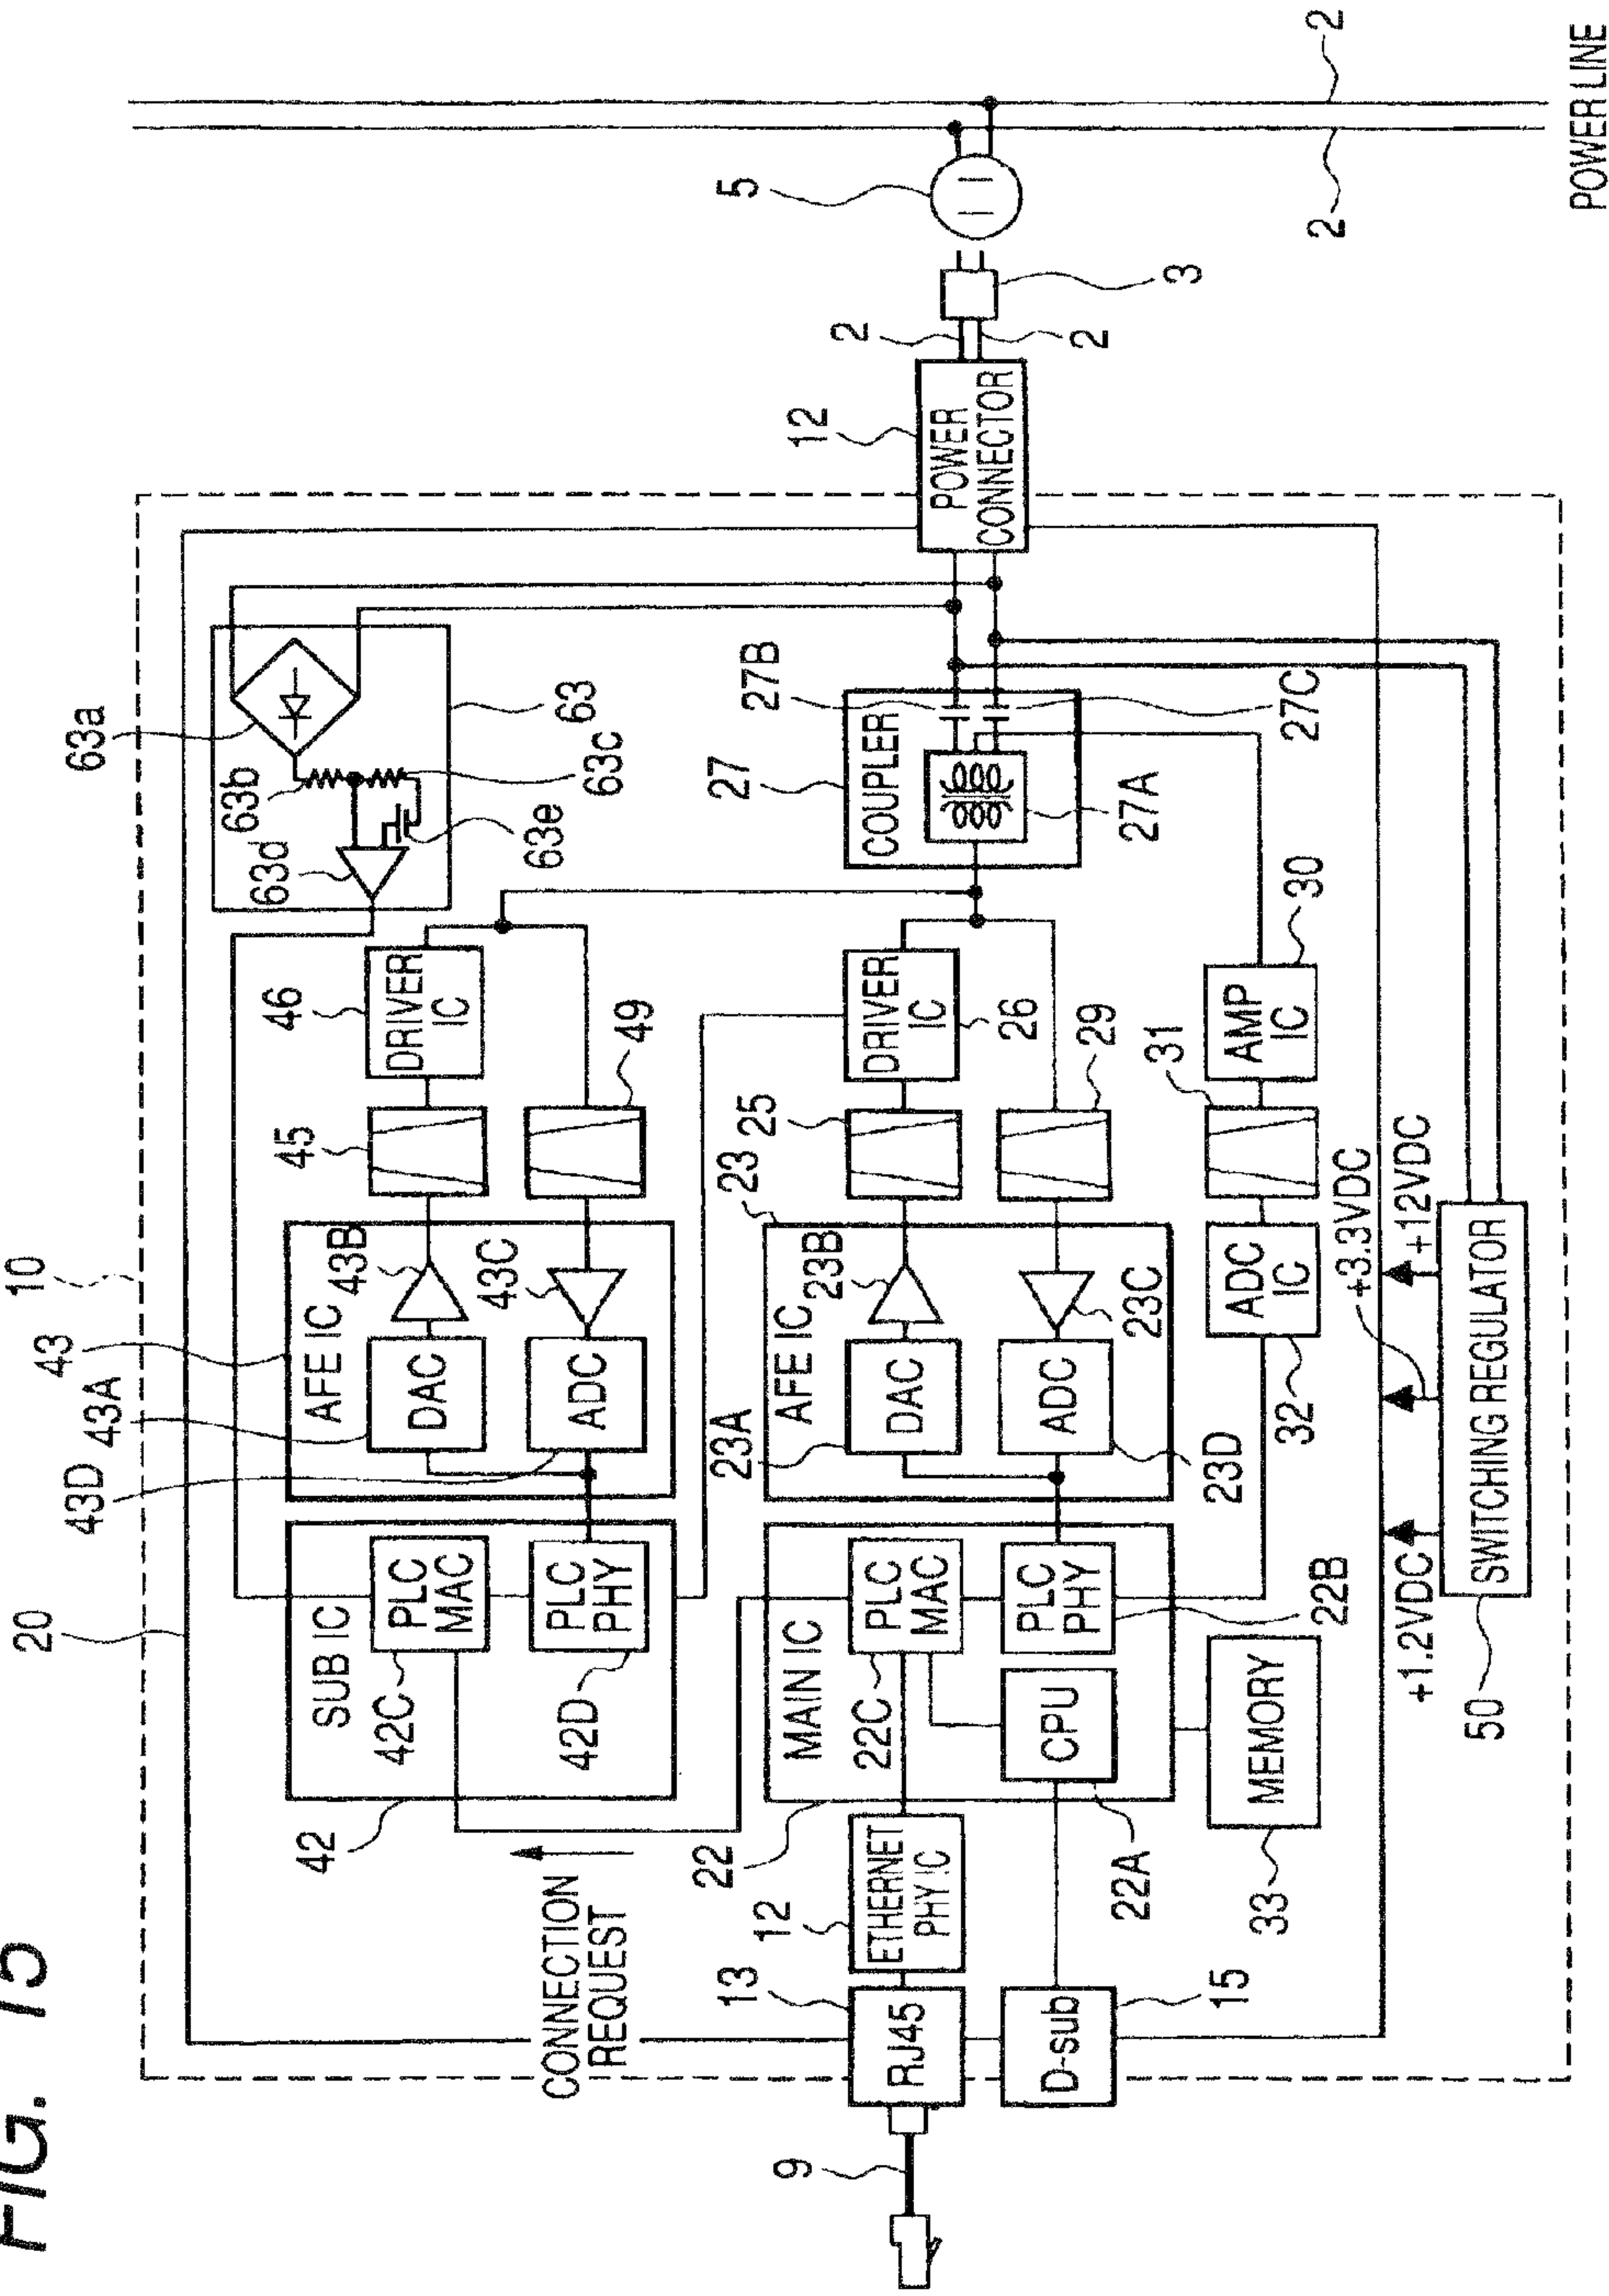 FIG. 15
10
20
43
43A
43D
63a
63b
63c
63d
63e
63
46
DRIVER
IC
45
49
AFE IC
43B
43C
DAC
ADC
SUB IC
PLC
MAC
PLC
PHY
42C
42D
42
CONNECTION
REQUEST
27
COUPLER
27B
27C
27A
12
POWER
CONNECTOR
2
2
3
5
2
2
POWER LINE
DRIVER
IC
26
25
29
23
AFE IC
23B
23C
DAC
ADC
23A
23D
30
AMP
IC
31
ADC
IC
32
MAIN IC
PLC
MAC
PLC
PHY
22C
22B
CPU
22A
22
MEMORY
33
12
ETHERNET
PHY IC
13
RJ45
D-sub
15
9
+1.2VDC
+3.3VDC
+12VDC
SWITCHING REGULATOR
50